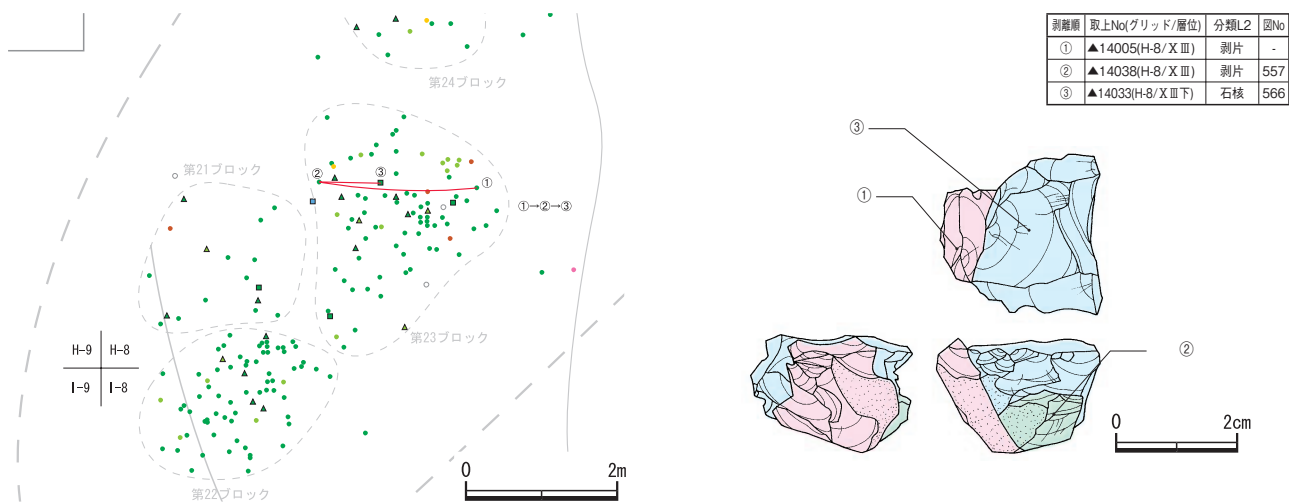 第24ブロック
第21ブロック
②
③
①
①→②→③
第23ブロック
H-9 H-8
I-9 I-8
第22ブロック
0 2m
剥離順 取上No(グリッド/層位) 分類L2 図No
① ▲14005(H-8/XⅢ) 剥片 -
② ▲14038(H-8/XⅢ) 剥片 557
③ ▲14033(H-8/XⅢ下) 石核 566
③
①
②
0 2cm